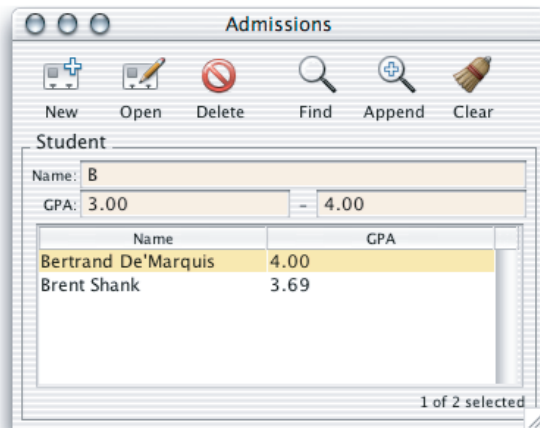 Admissions
New Open Delete Find Append Clear
Student
Name: B
GPA: 3.00 - 4.00
Name GPA
Bertrand De'Marquis 4.00
Brent Shank 3.69
1 of 2 selected